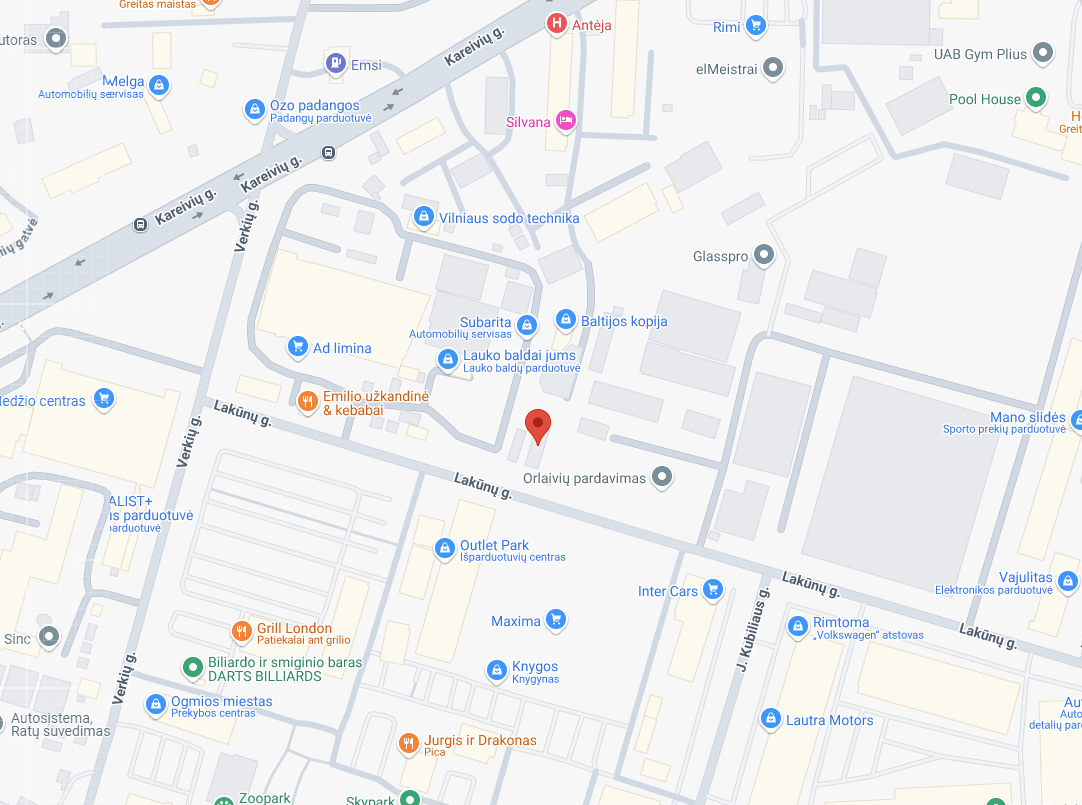 Greitas maistas
Antėja
Rimi
utoras
Kareivių g.
UAB Gym Plius
Emsi
elMeistrai
Melga
Automobilių servisas
Pool House
Ozo padangos
Padangų parduotuvė
Silvana
Greit
Kareivių g.
Kareivių g.
Vilniaus sodo technika
Verkių g.
nių gatvė
Glasspro
Subarita
Automobilių servisas
Baltijos kopija
Ad limina
Lauko baldai jums
Lauko baldų parduotuvė
Emilio užkandinė
& kebabai
Medžio centras
Lakūnų g.
Mano slidės
Sporto prekių parduotuvė
Verkių g.
Orlaivių pardavimas
Lakūnų g.
ALIST+
is parduotuvė
parduotuvė
Outlet Park
Išparduotuvių centras
Vajulitas
Elektronikos parduotuvė
Inter Cars
Lakūnų g.
J. Kubiliaus g.
Maxima
Rimtoma
„Volkswagen“ atstovas
Grill London
Patiekalai ant grilio
Lakūnų g.
Sinc
Biliardo ir smiginio baras
DARTS BILLIARDS
Knygos
Knygynas
Verkių g.
Ogmios miestas
Prekybos centras
Autosistema,
Ratų suvedimas
Lautra Motors
Au
Auto
detalių par
Jurgis ir Drakonas
Pica
Zoopark
Skypark